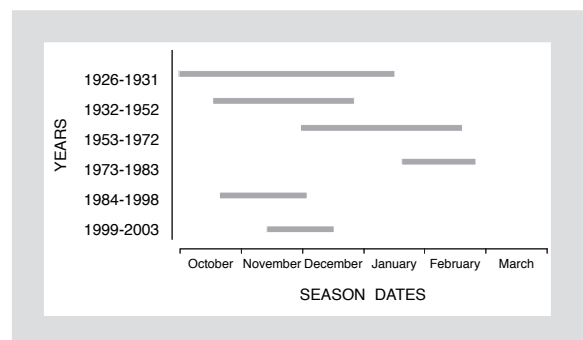 1926-1931
1932-1952
1953-1972
1973-1983
1984-1998
1999-2003
YEARS
October November December January February March
SEASON DATES